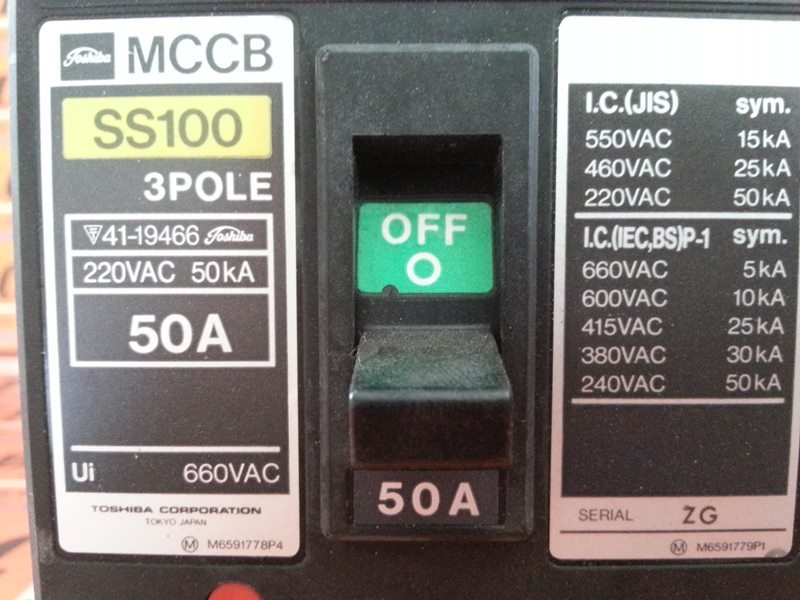 Toshiba MCCB
SS100
3POLE
41-19466 Toshiba
220VAC 50kA
50A
Ui 660VAC
TOSHIBA CORPORATION
TOKYO JAPAN
M M6591778P4
OFF
O
50A
I.C.(JIS) sym.
550VAC 15kA
460VAC 25kA
220VAC 50kA
I.C.(IEC,BS)P-1 sym.
660VAC 5kA
600VAC 10kA
415VAC 25kA
380VAC 30kA
240VAC 50kA
SERIAL ZG
M M6591779P1